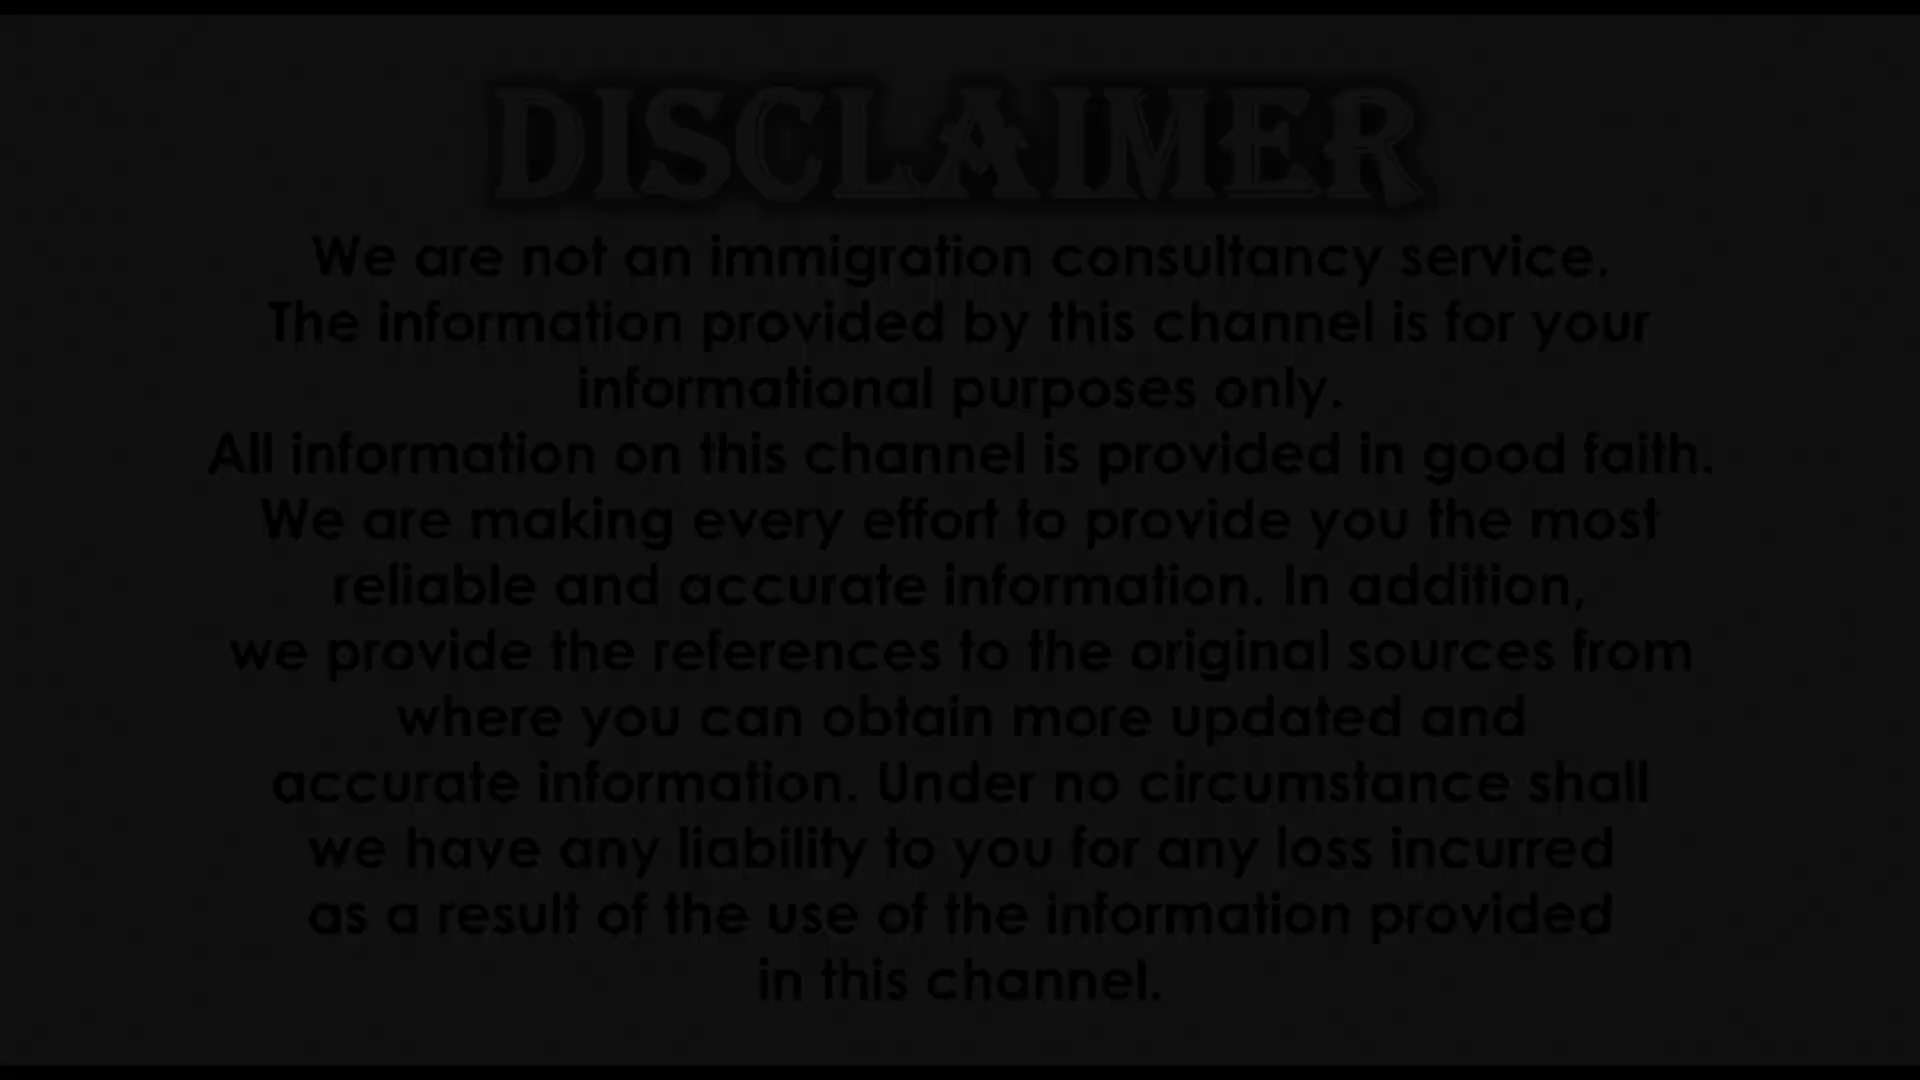 DISCLAIMER
We are not an immigration consultancy service.
The information provided by this channel is for your
informational purposes only.
All information on this channel is provided in good faith.
We are making every effort to provide you the most
reliable and accurate information. In addition,
we provide the references to the original sources from
where you can obtain more updated and
accurate information. Under no circumstance shall
we have any liability to you for any loss incurred
as a result of the use of the information provided
in this channel.